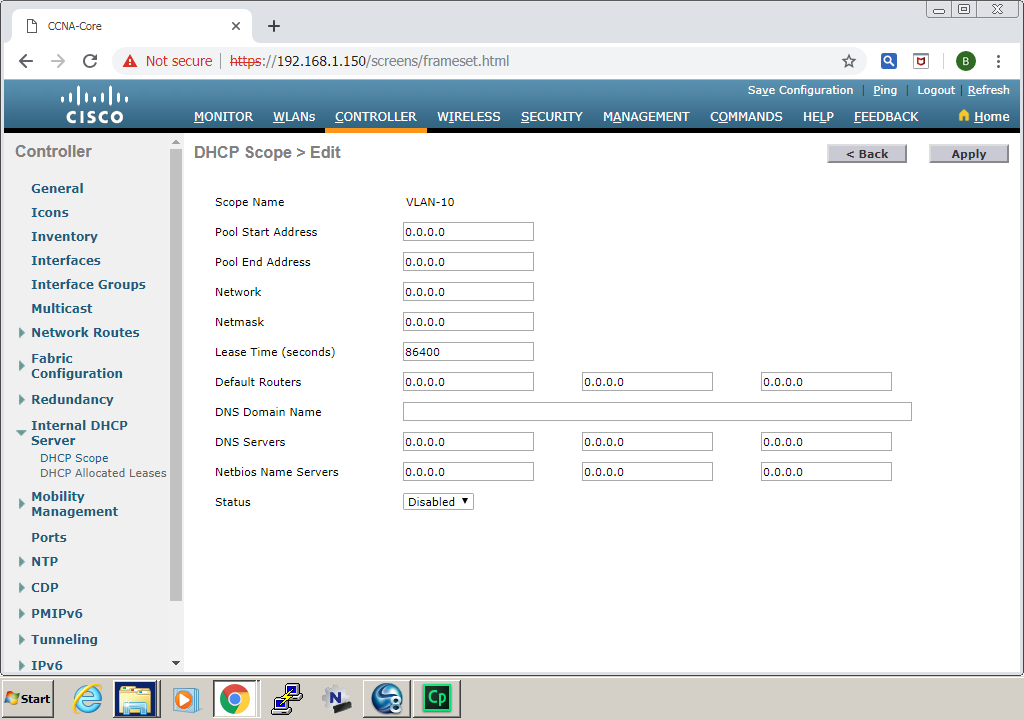 CCNA-Core
Not secure https://192.168.1.150/screens/frameset.html B
Save Configuration Ping Logout Refresh
CISCO MONITOR WLANs CONTROLLER WIRELESS SECURITY MANAGEMENT COMMANDS HELP FEEDBACK Home
Controller
General
Icons
Inventory
Interfaces
Interface Groups
Multicast
Network Routes
Fabric
Configuration
Redundancy
Internal DHCP
Server
DHCP Scope
DHCP Allocated Leases
Mobility
Management
Ports
NTP
CDP
PMIPv6
Tunneling
IPv6
DHCP Scope > Edit < Back Apply
Scope Name VLAN-10
Pool Start Address 0.0.0.0
Pool End Address 0.0.0.0
Network 0.0.0.0
Netmask 0.0.0.0
Lease Time (seconds) 86400
Default Routers 0.0.0.0 0.0.0.0 0.0.0.0
DNS Domain Name
DNS Servers 0.0.0.0 0.0.0.0 0.0.0.0
Netbios Name Servers 0.0.0.0 0.0.0.0 0.0.0.0
Status Disabled
Start N Cp